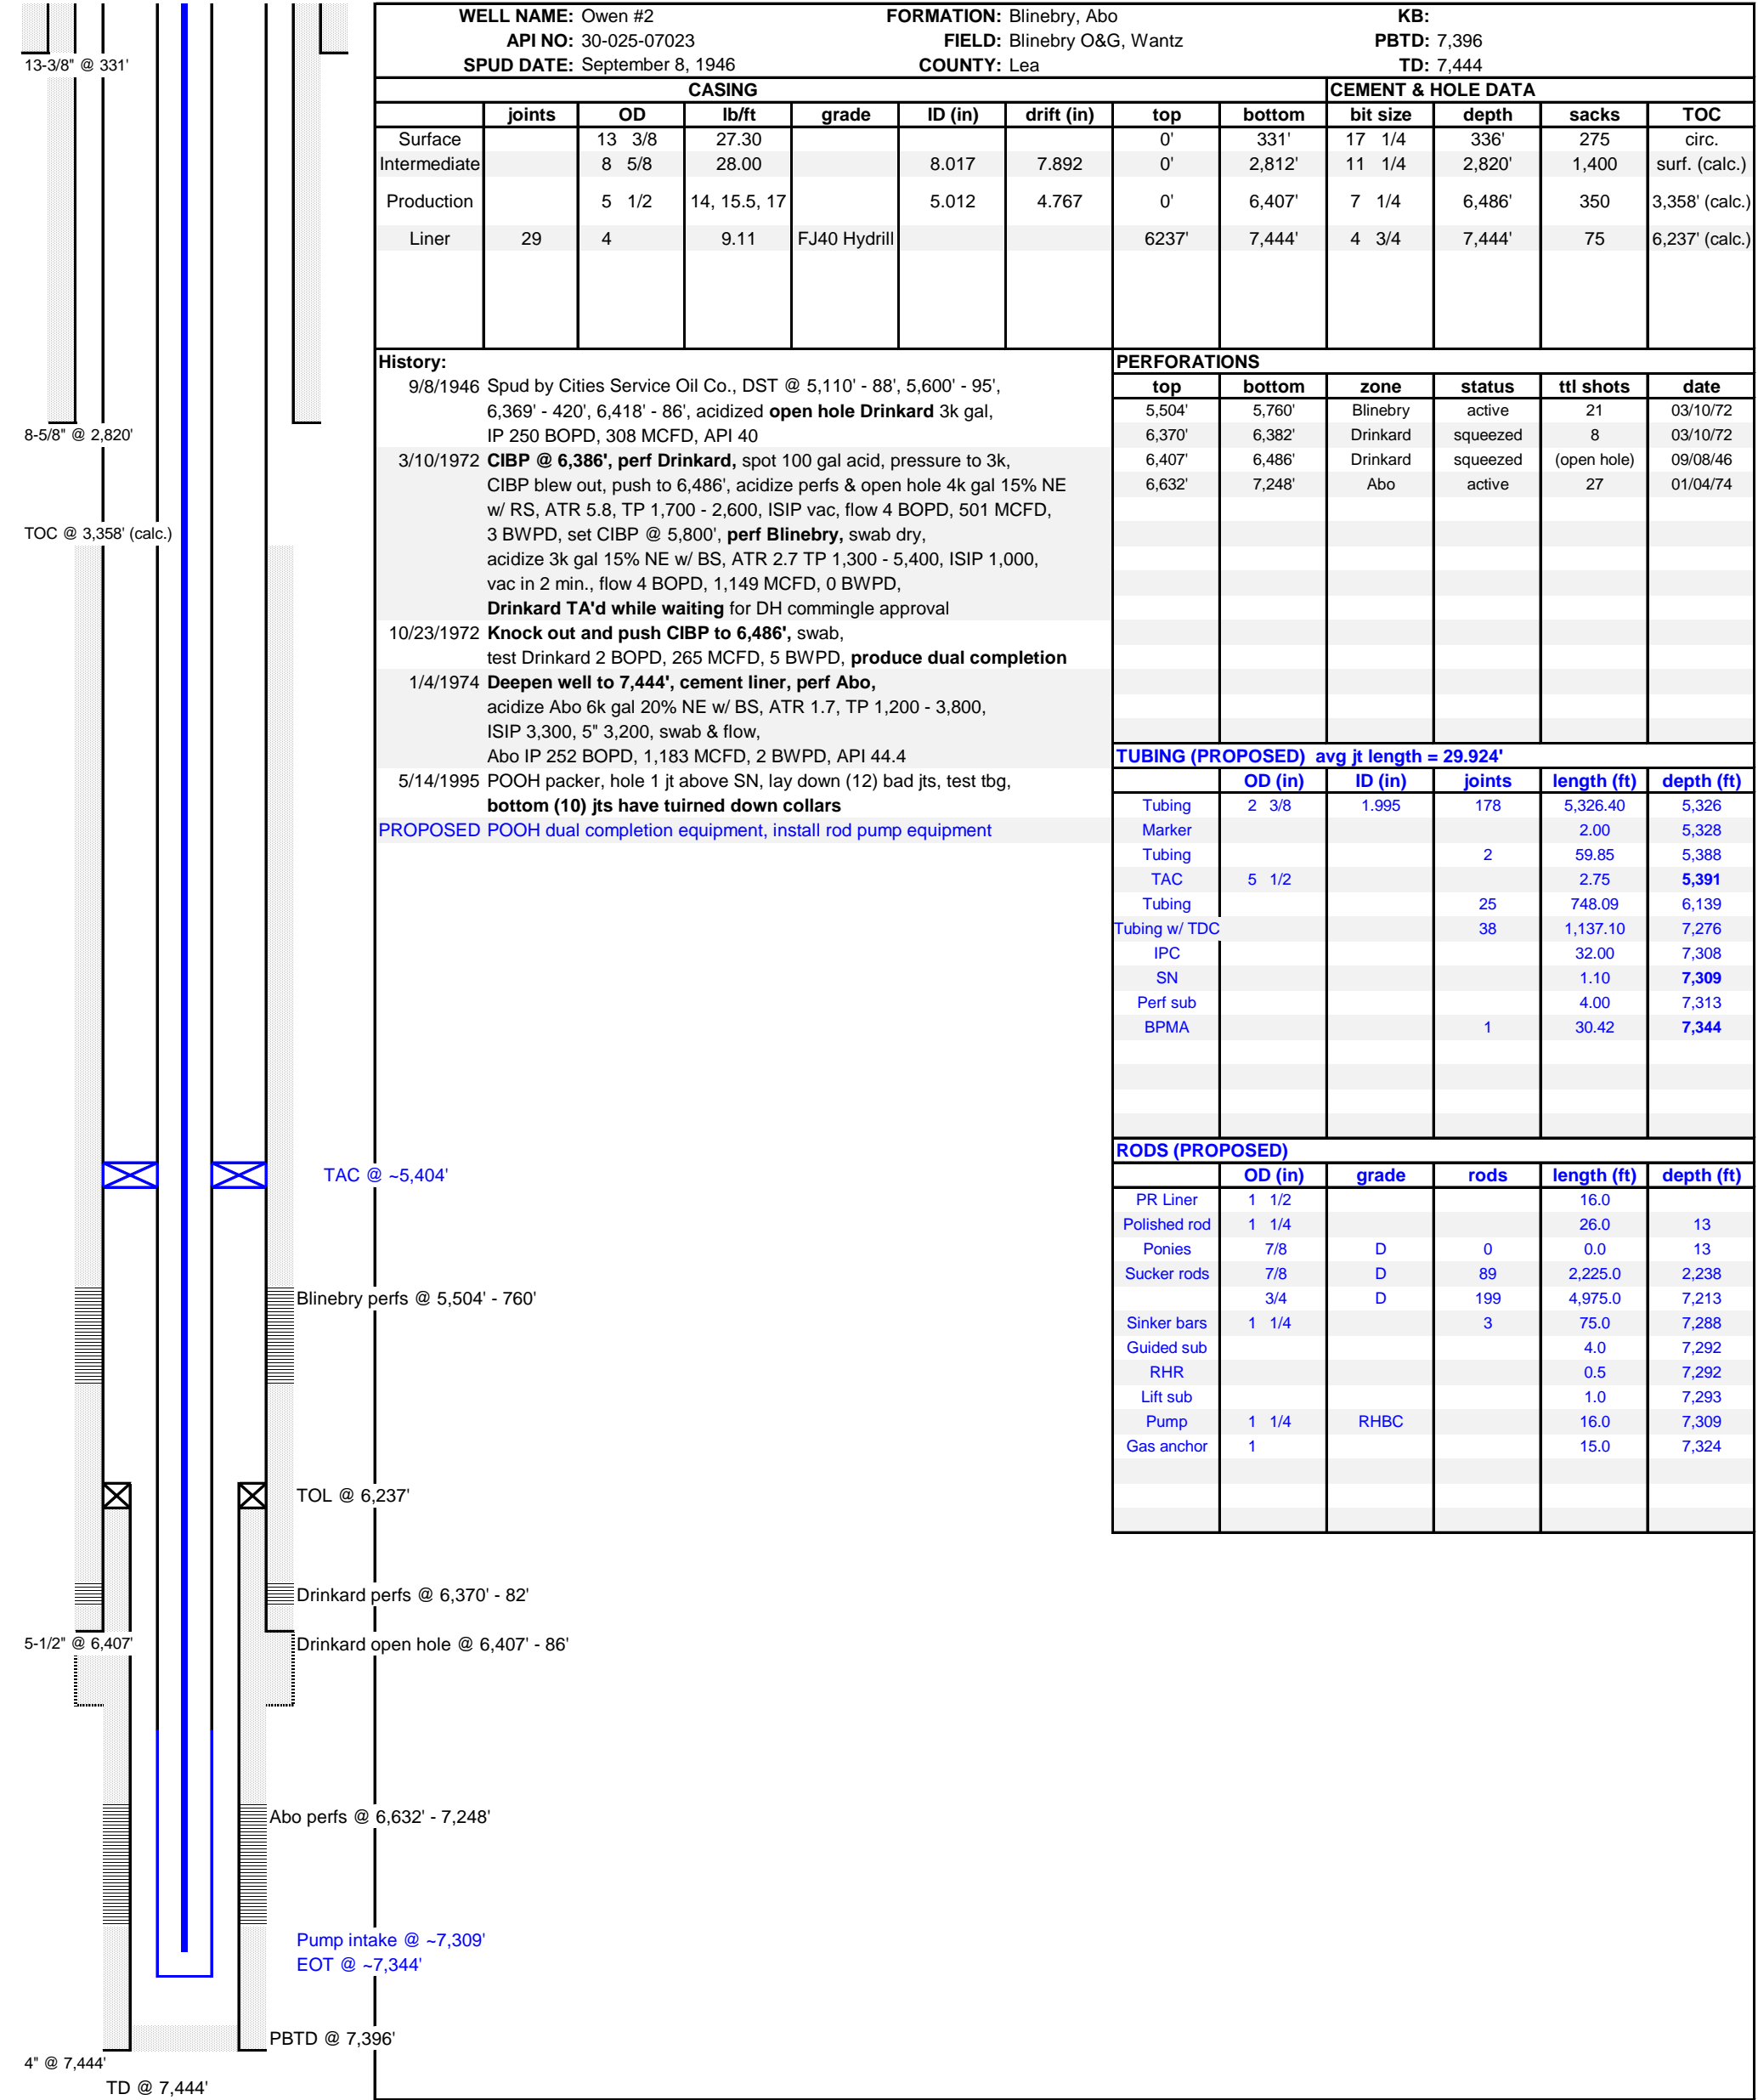 WELL NAME: Owen #2 FORMATION: Blinebry, Abo KB:
API NO: 30-025-07023 FIELD: Blinebry O&G, Wantz PBTD: 7,396
SPUD DATE: September 8, 1946 COUNTY: Lea TD: 7,444
CASING CEMENT & HOLE DATA
joints OD lb/ft grade ID (in) drift (in) top bottom bit size depth sacks TOC
Surface 13 3/8 27.30 0' 331' 17 1/4 336' 275 circ.
Intermediate 8 5/8 28.00 8.017 7.892 0' 2,812' 11 1/4 2,820' 1,400 surf. (calc.)
Production 5 1/2 14, 15.5, 17 5.012 4.767 0' 6,407' 7 1/4 6,486' 350 3,358' (calc.)
Liner 29 4 9.11 FJ40 Hydrill 6237' 7,444' 4 3/4 7,444' 75 6,237' (calc.)
History:
9/8/1946 Spud by Cities Service Oil Co., DST @ 5,110' - 88', 5,600' - 95',
6,369' - 420', 6,418' - 86', acidized open hole Drinkard 3k gal,
IP 250 BOPD, 308 MCFD, API 40
3/10/1972 CIBP @ 6,386', perf Drinkard, spot 100 gal acid, pressure to 3k,
CIBP blew out, push to 6,486', acidize perfs & open hole 4k gal 15% NE
w/ RS, ATR 5.8, TP 1,700 - 2,600, ISIP vac, flow 4 BOPD, 501 MCFD,
3 BWPD, set CIBP @ 5,800', perf Blinebry, swab dry,
acidize 3k gal 15% NE w/ BS, ATR 2.7 TP 1,300 - 5,400, ISIP 1,000,
vac in 2 min., flow 4 BOPD, 1,149 MCFD, 0 BWPD,
Drinkard TA'd while waiting for DH commingle approval
10/23/1972 Knock out and push CIBP to 6,486', swab,
test Drinkard 2 BOPD, 265 MCFD, 5 BWPD, produce dual completion
1/4/1974 Deepen well to 7,444', cement liner, perf Abo,
acidize Abo 6k gal 20% NE w/ BS, ATR 1.7, TP 1,200 - 3,800,
ISIP 3,300, 5" 3,200, swab & flow,
Abo IP 252 BOPD, 1,183 MCFD, 2 BWPD, API 44.4
5/14/1995 POOH packer, hole 1 jt above SN, lay down (12) bad jts, test tbg,
bottom (10) jts have tuirned down collars
PROPOSED POOH dual completion equipment, install rod pump equipment
PERFORATIONS
top bottom zone status ttl shots date
5,504' 5,760' Blinebry active 21 03/10/72
6,370' 6,382' Drinkard squeezed 8 03/10/72
6,407' 6,486' Drinkard squeezed (open hole) 09/08/46
6,632' 7,248' Abo active 27 01/04/74
TUBING (PROPOSED) avg jt length = 29.924'
OD (in) ID (in) joints length (ft) depth (ft)
Tubing 2 3/8 1.995 178 5,326.40 5,326
Marker 2.00 5,328
Tubing 2 59.85 5,388
TAC 5 1/2 2.75 5,391
Tubing 25 748.09 6,139
Tubing w/ TDC 38 1,137.10 7,276
IPC 32.00 7,308
SN 1.10 7,309
Perf sub 4.00 7,313
BPMA 1 30.42 7,344
RODS (PROPOSED)
OD (in) grade rods length (ft) depth (ft)
PR Liner 1 1/2 16.0
Polished rod 1 1/4 26.0 13
Ponies 7/8 D 0 0.0 13
Sucker rods 7/8 D 89 2,225.0 2,238
3/4 D 199 4,975.0 7,213
Sinker bars 1 1/4 3 75.0 7,288
Guided sub 4.0 7,292
RHR 0.5 7,292
Lift sub 1.0 7,293
Pump 1 1/4 RHBC 16.0 7,309
Gas anchor 1 15.0 7,324
13-3/8" @ 331'
8-5/8" @ 2,820'
TOC @ 3,358' (calc.)
TAC @ ~5,404'
Blinebry perfs @ 5,504' - 760'
TOL @ 6,237'
Drinkard perfs @ 6,370' - 82'
5-1/2" @ 6,407'
Drinkard open hole @ 6,407' - 86'
Abo perfs @ 6,632' - 7,248'
Pump intake @ ~7,309'
EOT @ ~7,344'
PBTD @ 7,396'
4" @ 7,444'
TD @ 7,444'